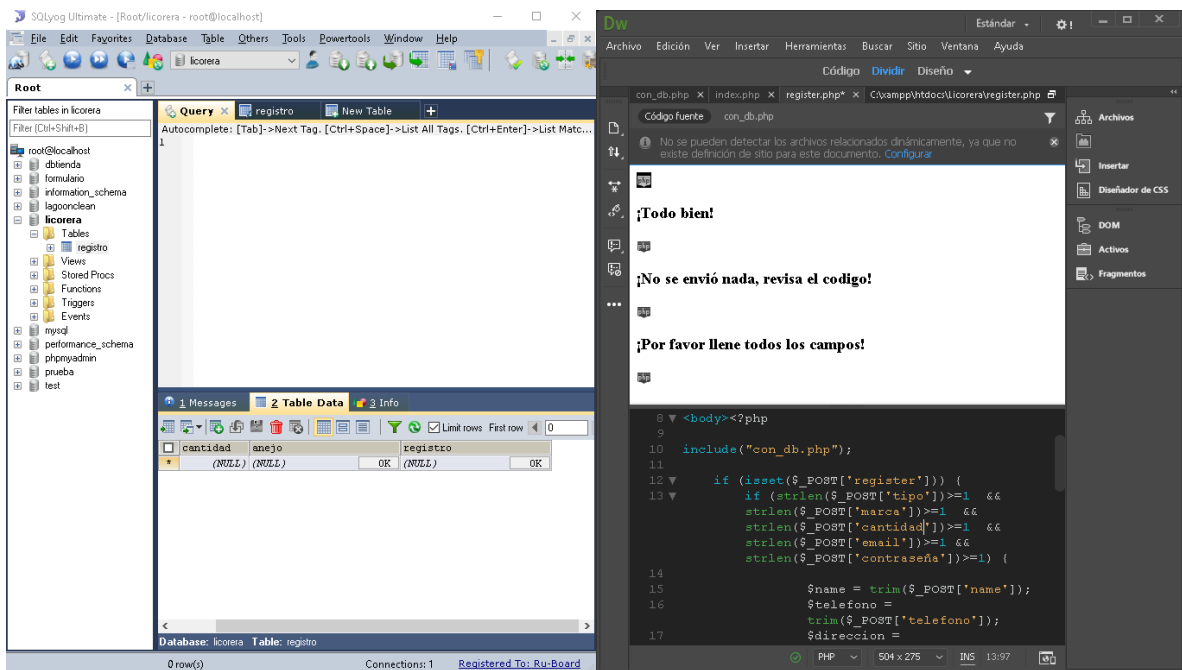 SQLyog Ultimate - [Root/licorera - root@localhost]
File Edit Favorites Database Table Others Tools Powertools Window Help
licorera
Root
Filter tables in licorera
Filter (Ctrl+Shift+B)
root@localhost
dbtienda
formulario
information_schema
lagoonclean
licorera
Tables
registro
Views
Stored Procs
Functions
Triggers
Events
mysql
performance_schema
phpmyadmin
prueba
test
Query registro New Table
Autocomplete: [Tab]->Next Tag. [Ctrl+Space]->List All Tags. [Ctrl+Enter]->List Matc...
1
1 Messages 2 Table Data 3 Info
Limit rows First row 0
cantidad anejo registro
* (NULL) (NULL) OK (NULL) OK
Database: licorera Table: registro
0 row(s) Connections: 1 Registered To: Ru-Board
Dw Estándar
Archivo Edición Ver Insertar Herramientas Buscar Sitio Ventana Ayuda
Código Dividir Diseño
con_db.php index.php register.php* C:\xampp\htdocs\Licorera\register.php
Código fuente con_db.php
No se pueden detectar los archivos relacionados dinámicamente, ya que no
existe definición de sitio para este documento. Configurar
php
¡Todo bien!
php
¡No se envió nada, revisa el codigo!
php
¡Por favor llene todos los campos!
php
8 <body><?php
9
10 include("con_db.php");
11
12 if (isset($_POST['register'])) {
13 if (strlen($_POST['tipo'])>=1 &&
strlen($_POST['marca'])>=1 &&
strlen($_POST['cantidad'])>=1 &&
strlen($_POST['email'])>=1 &&
strlen($_POST['contraseña'])>=1) {
14
15 $name = trim($_POST['name']);
16 $telefono =
trim($_POST['telefono']);
17 $direccion =
PHP 504 x 275 INS 13:97
Archivos
Insertar
Diseñador de CSS
DOM
Activos
Fragmentos